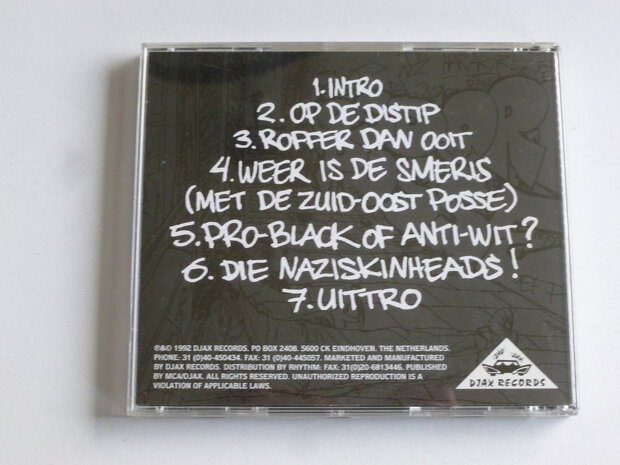 1. INTRO
2. OP DE DISTIP
3. ROFFER DAN OOIT
4. WEER IS DE SMERIS
(MET DE ZUID-OOST POSSE)
5. PRO-BLACK OF ANTI-WIT?
6. DIE NAZISKINHEADS!
7. UITTRO
℗&© 1992 DJAX RECORDS. PO BOX 2408. 5600 CK EINDHOVEN. THE NETHERLANDS.
PHONE: 31 (0)40-450434. FAX: 31 (0)40-445057. MARKETED AND MANUFACTURED
BY DJAX RECORDS. DISTRIBUTION BY RHYTHM: FAX: 31(0)20-6813446. PUBLISHED
BY MCA/DJAX. ALL RIGHTS RESERVED. UNAUTHORIZED REPRODUCTION IS A
VIOLATION OF APPLICABLE LAWS.
DJAX RECORDS